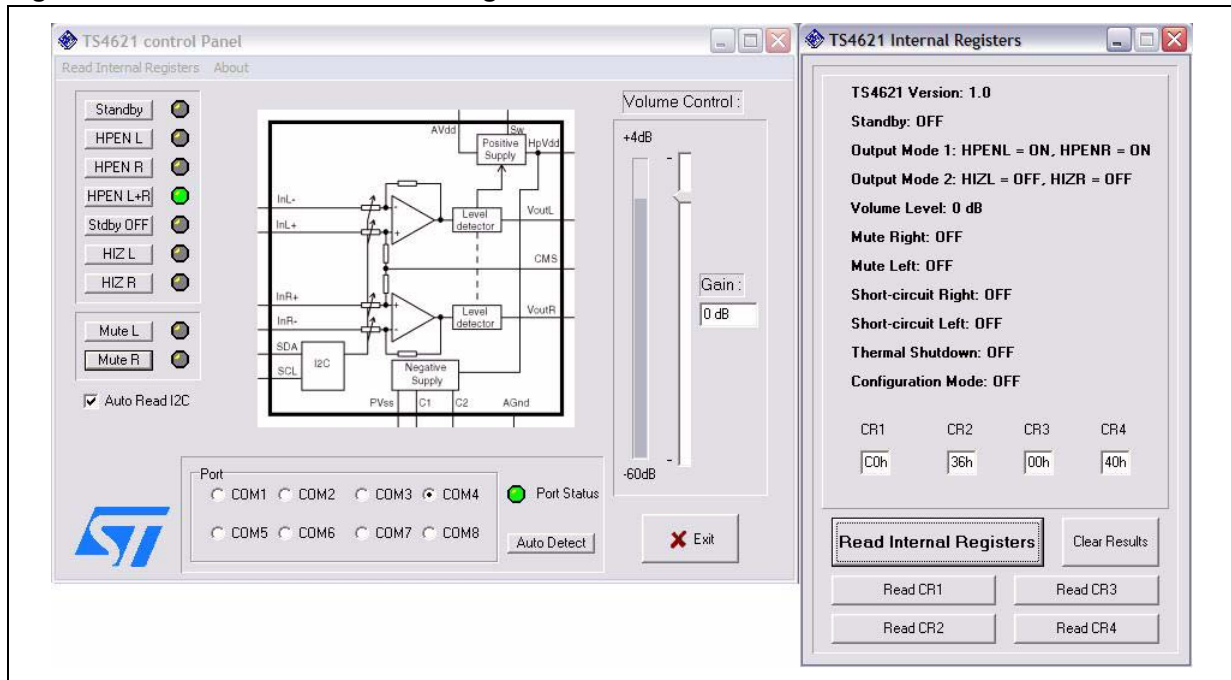 TS4621 control Panel
Read Internal Registers About
Standby
HPEN L
HPEN R
HPEN L+R
Stdby OFF
HIZ L
HIZ R
Mute L
Mute R
Auto Read I2C
AVdd
Sw
HpVdd
Positive
Supply
InL-
InL+
Level
detector
VoutL
CMS
InR+
InR-
Level
detector
VoutR
SDA
SCL
I2C
Negative
Supply
PVss C1 C2 AGnd
Volume Control :
+4dB
-60dB
Gain :
0 dB
Port
COM1 COM2 COM3 COM4
COM5 COM6 COM7 COM8
Port Status
Auto Detect
Exit
ST
TS4621 Internal Registers
TS4621 Version: 1.0
Standby: OFF
Output Mode 1: HPENL = ON, HPENR = ON
Output Mode 2: HIZL = OFF, HIZR = OFF
Volume Level: 0 dB
Mute Right: OFF
Mute Left: OFF
Short-circuit Right: OFF
Short-circuit Left: OFF
Thermal Shutdown: OFF
Configuration Mode: OFF
CR1 CR2 CR3 CR4
C0h 36h 00h 40h
Read Internal Registers
Clear Results
Read CR1 Read CR3
Read CR2 Read CR4